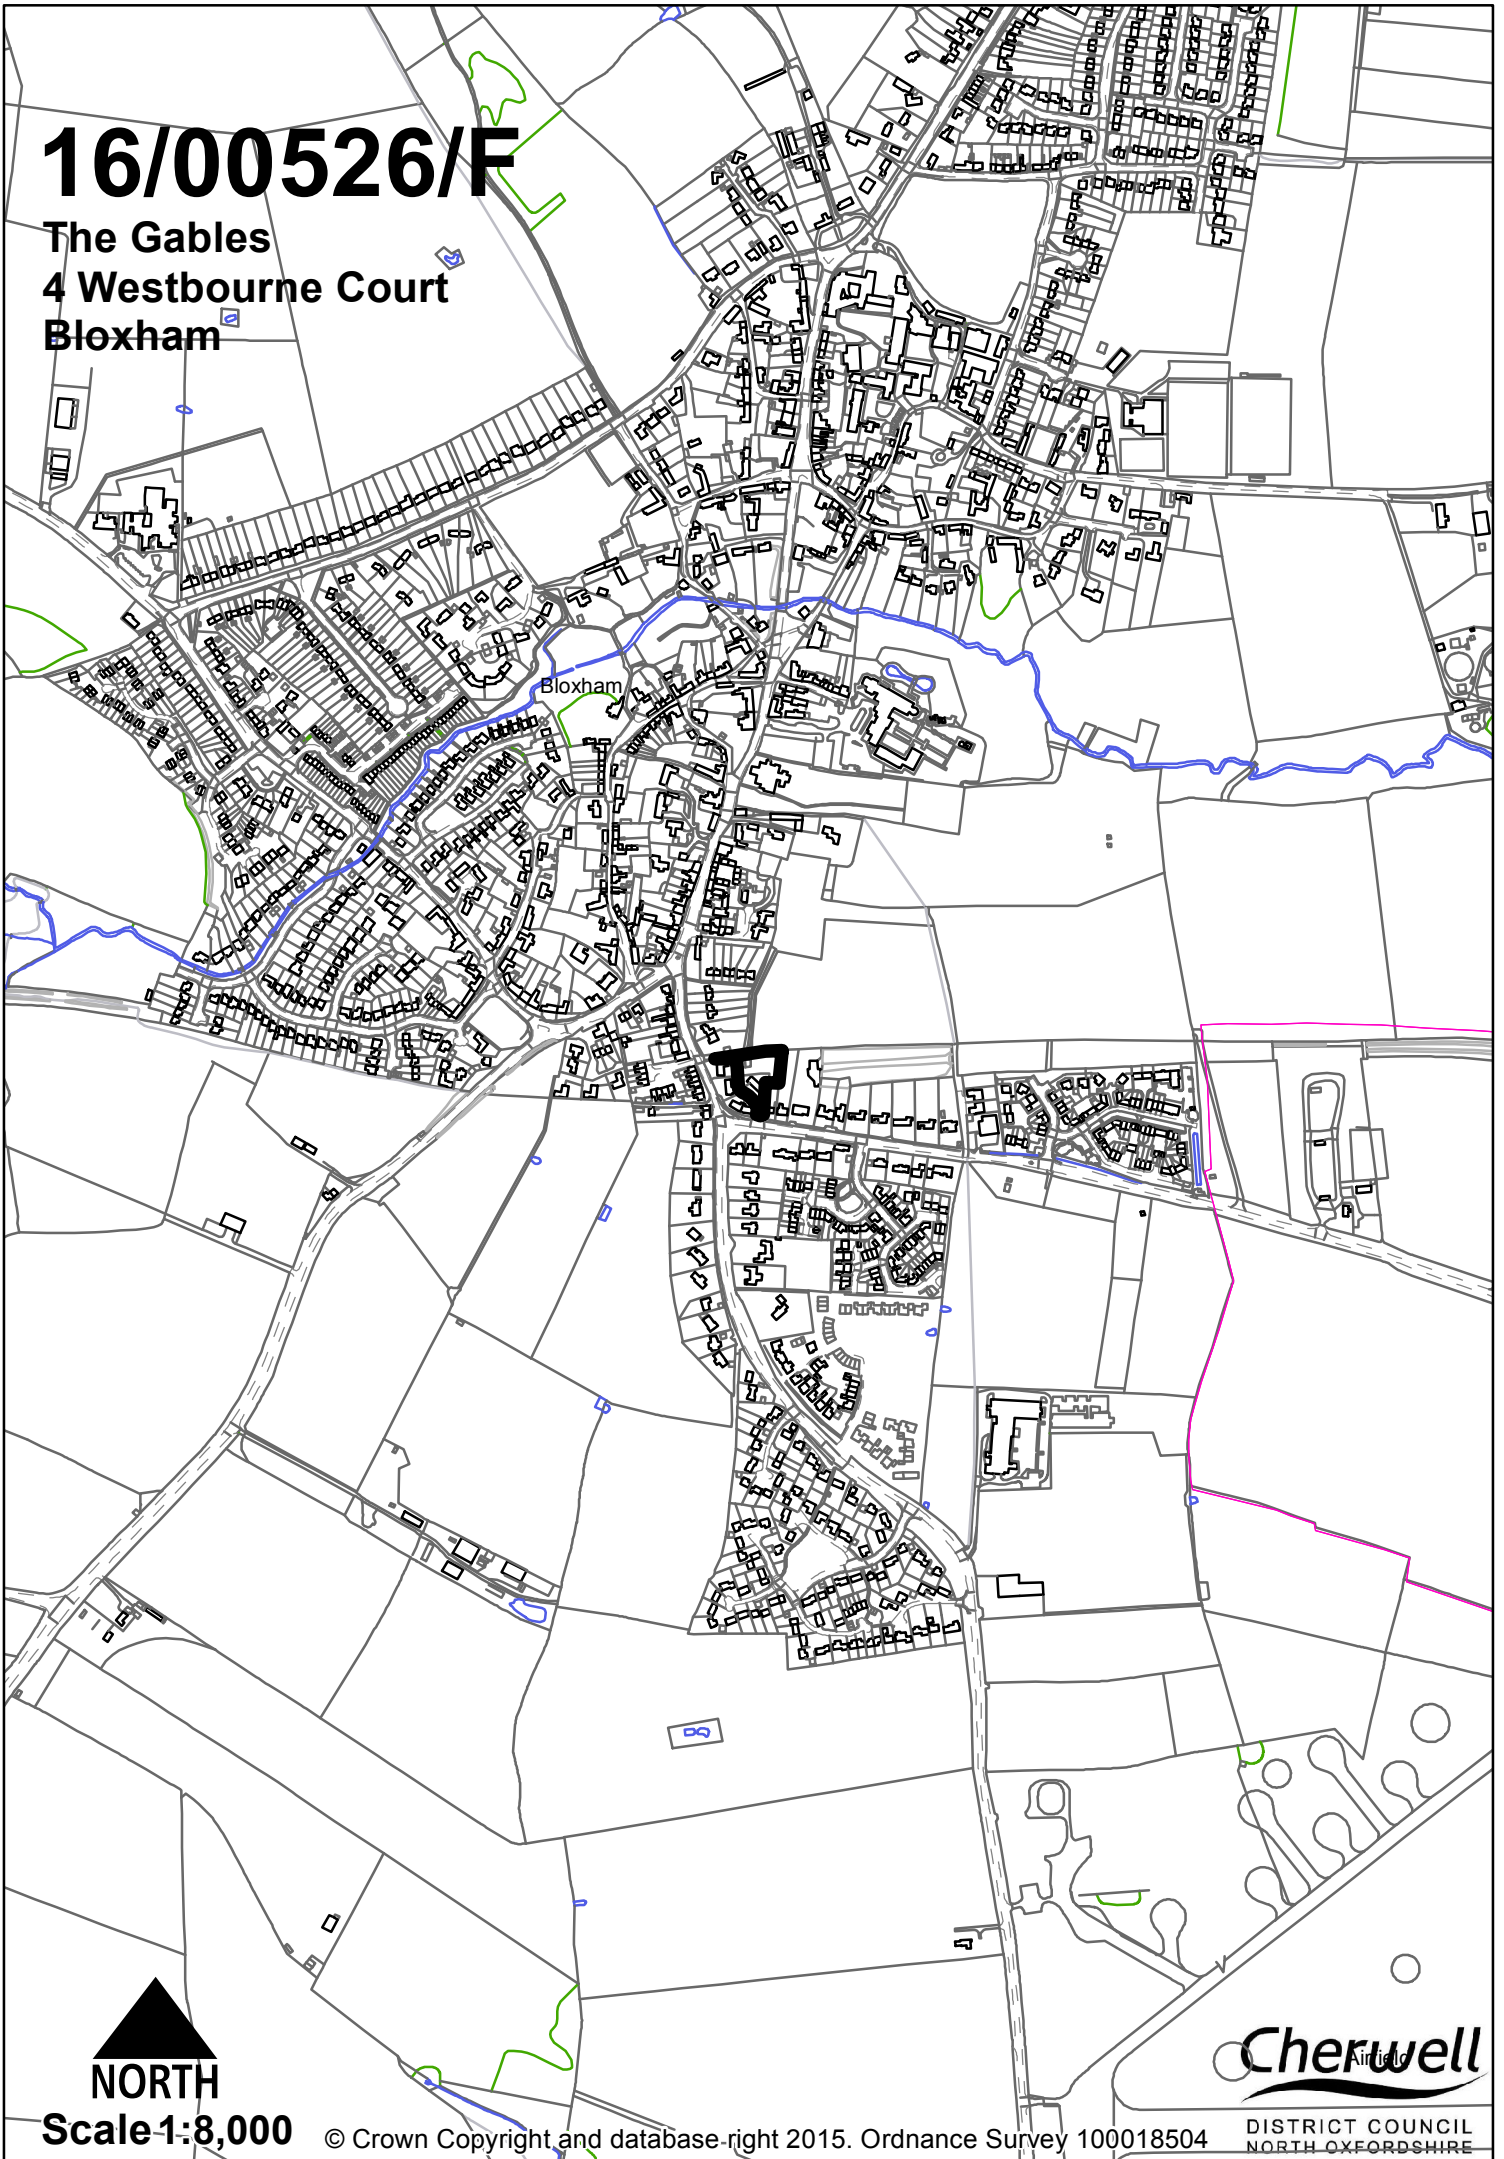 16/00526/F
The Gables
4 Westbourne Court
Bloxham
Bloxham
NORTH
Scale 1:8,000
© Crown Copyright and database right 2015. Ordnance Survey 100018504
Cherwell
Airfield
DISTRICT COUNCIL
NORTH OXFORDSHIRE